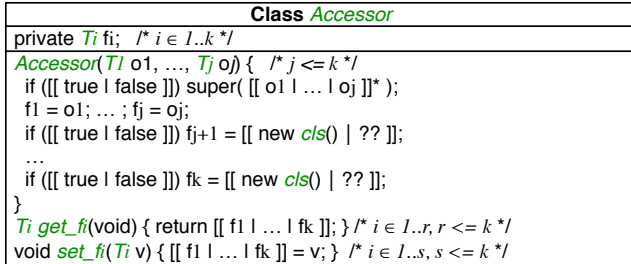 Class Accessor
private Ti fi;  /* i ∈ 1..k */
Accessor(T1 o1, …, Tj oj) {  /* j <= k */
if ([[ true | false ]]) super( [[ o1 | … | oj ]]* );
f1 = o1; … ; fj = oj;
if ([[ true | false ]]) fj+1 = [[ new cls() | ?? ]];
…
if ([[ true | false ]]) fk = [[ new cls() | ?? ]];
}
Ti get_fi(void) { return [[ f1 | … | fk ]]; } /* i ∈ 1..r, r <= k */
void set_fi(Ti v) { [[ f1 | … | fk ]] = v; }  /* i ∈ 1..s, s <= k */